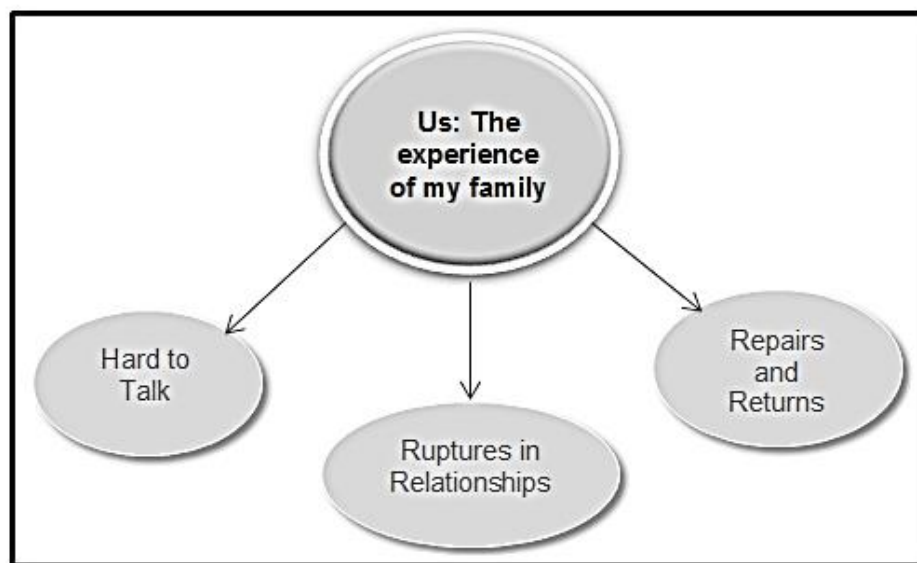 Us: The
experience
of my family
Hard to
Talk
Ruptures in
Relationships
Repairs
and
Returns